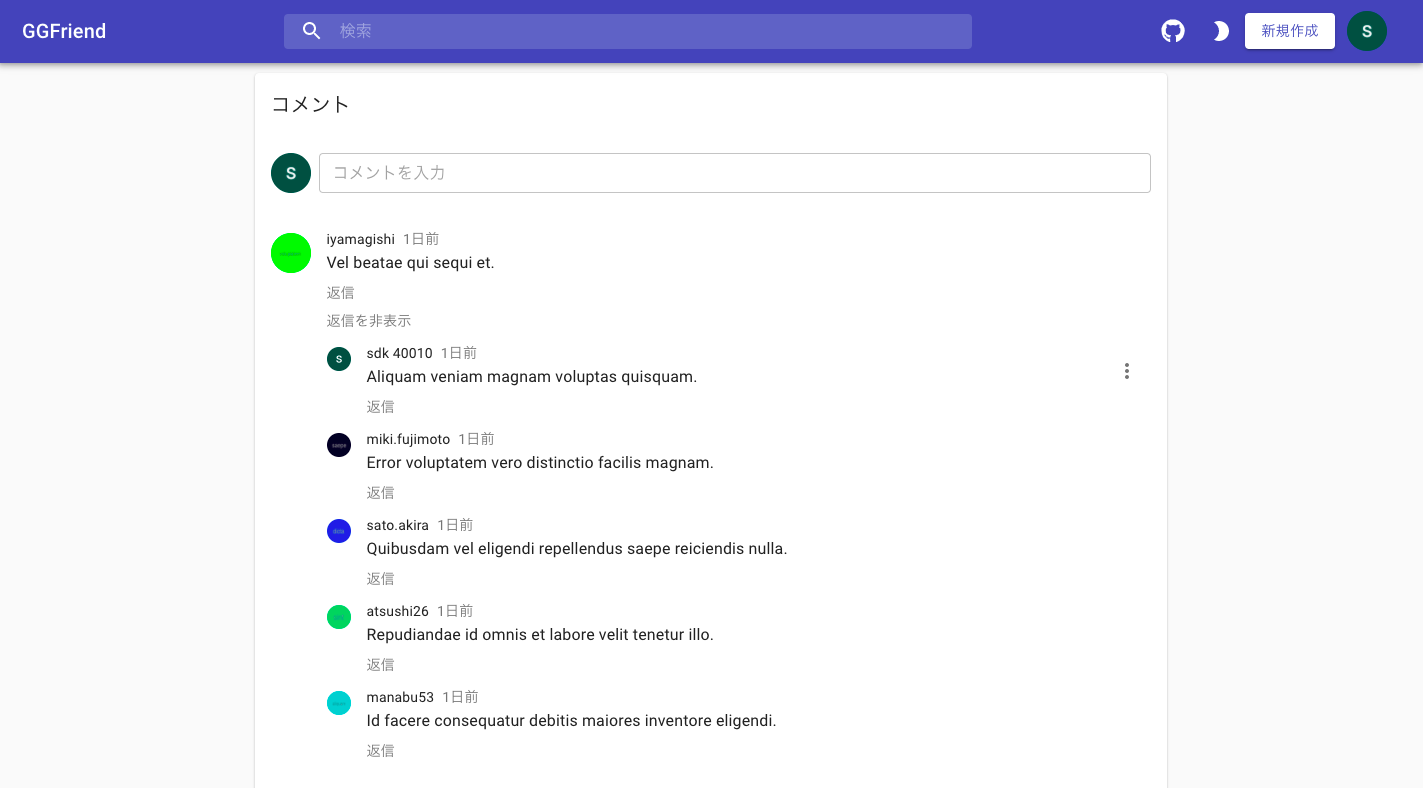 GGFriend
検索
新規作成
S
コメント
S
コメントを入力
iyamagishi 1日前
Vel beatae qui sequi et.
返信
返信を非表示
S
sdk 40010 1日前
Aliquam veniam magnam voluptas quisquam.
返信
miki.fujimoto 1日前
Error voluptatem vero distinctio facilis magnam.
返信
sato.akira 1日前
Quibusdam vel eligendi repellendus saepe reiciendis nulla.
返信
atsushi26 1日前
Repudiandae id omnis et labore velit tenetur illo.
返信
manabu53 1日前
Id facere consequatur debitis maiores inventore eligendi.
返信